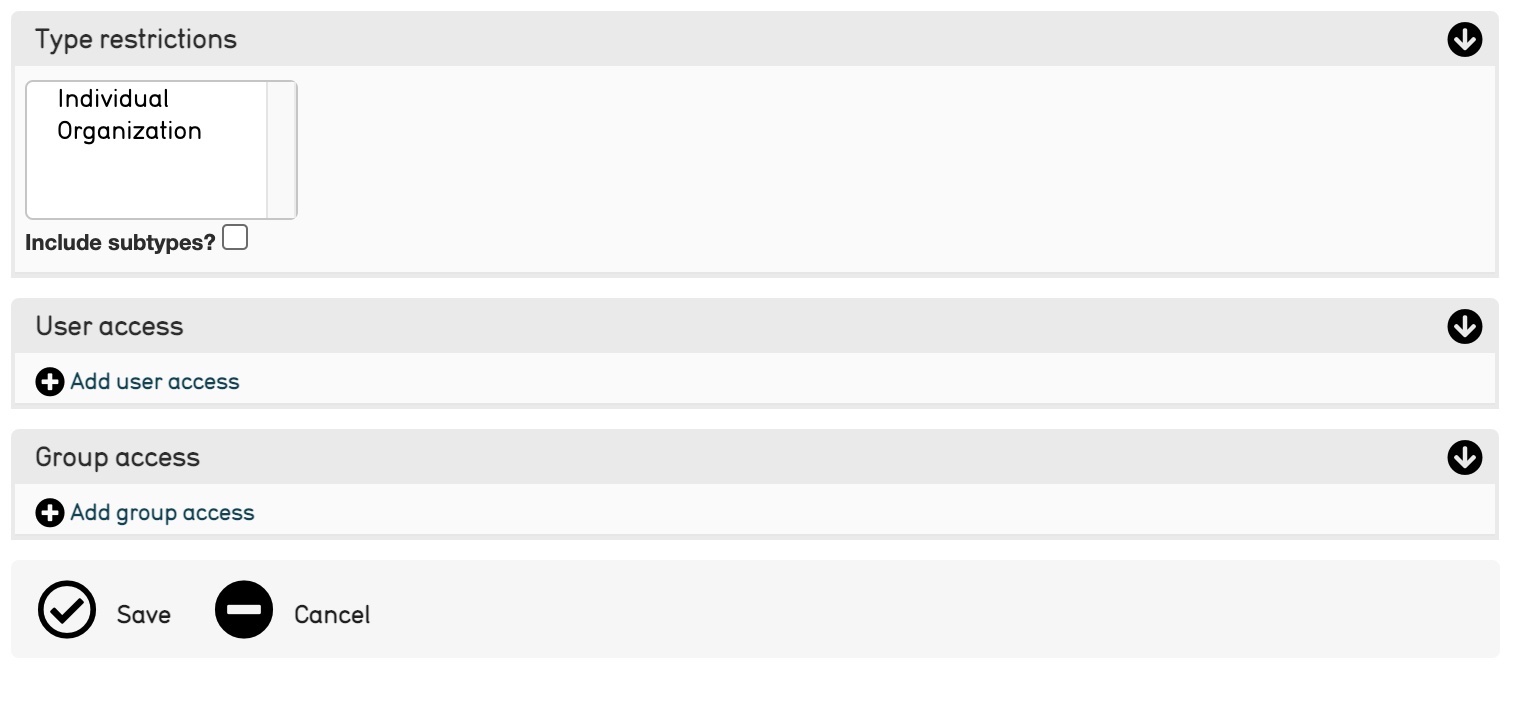 Type restrictions
Individual
Organization
Include subtypes?
User access
Add user access
Group access
Add group access
Save Cancel